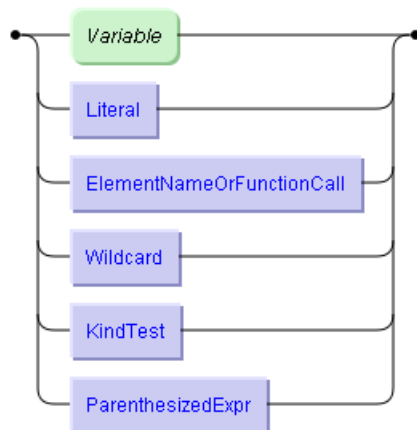 Variable
Literal
ElementNameOrFunctionCall
Wildcard
KindTest
ParenthesizedExpr